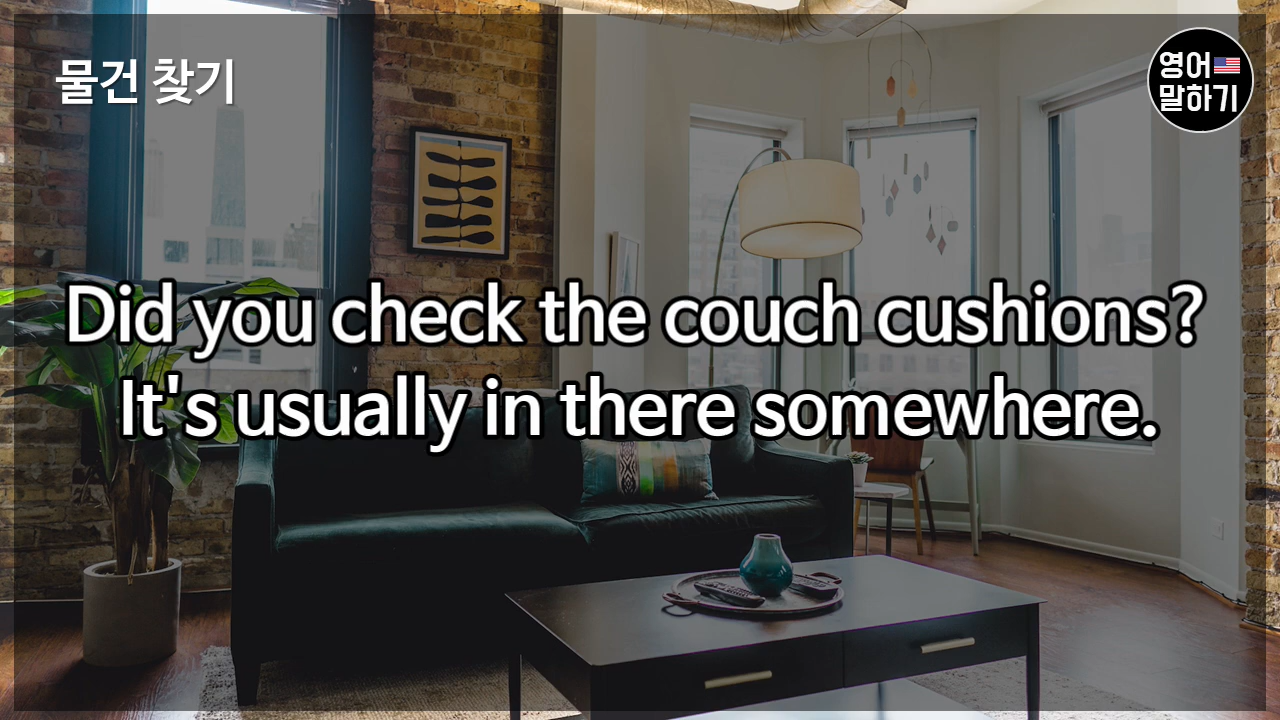 물건 찾기
영어
말하기
Did you check the couch cushions?
It's usually in there somewhere.